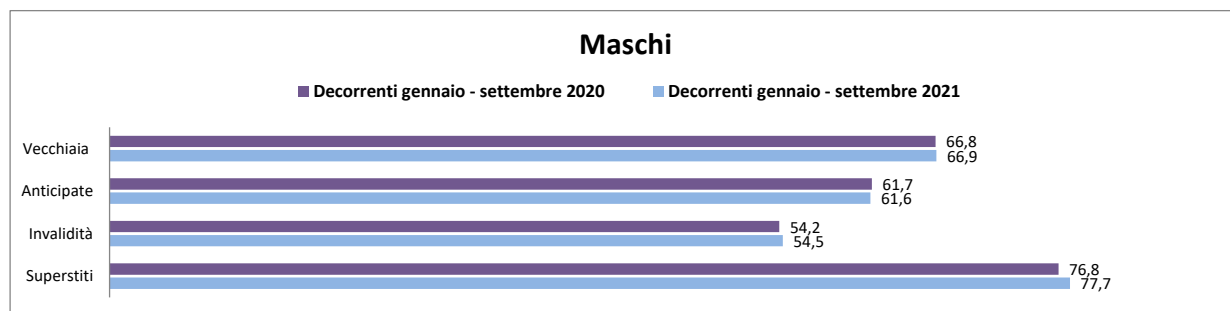 Maschi
Decorrenti gennaio - settembre 2020 Decorrenti gennaio - settembre 2021
Vecchiaia 66,8
66,9
Anticipate 61,7
61,6
Invalidità 54,2
54,5
Superstiti 76,8
77,7